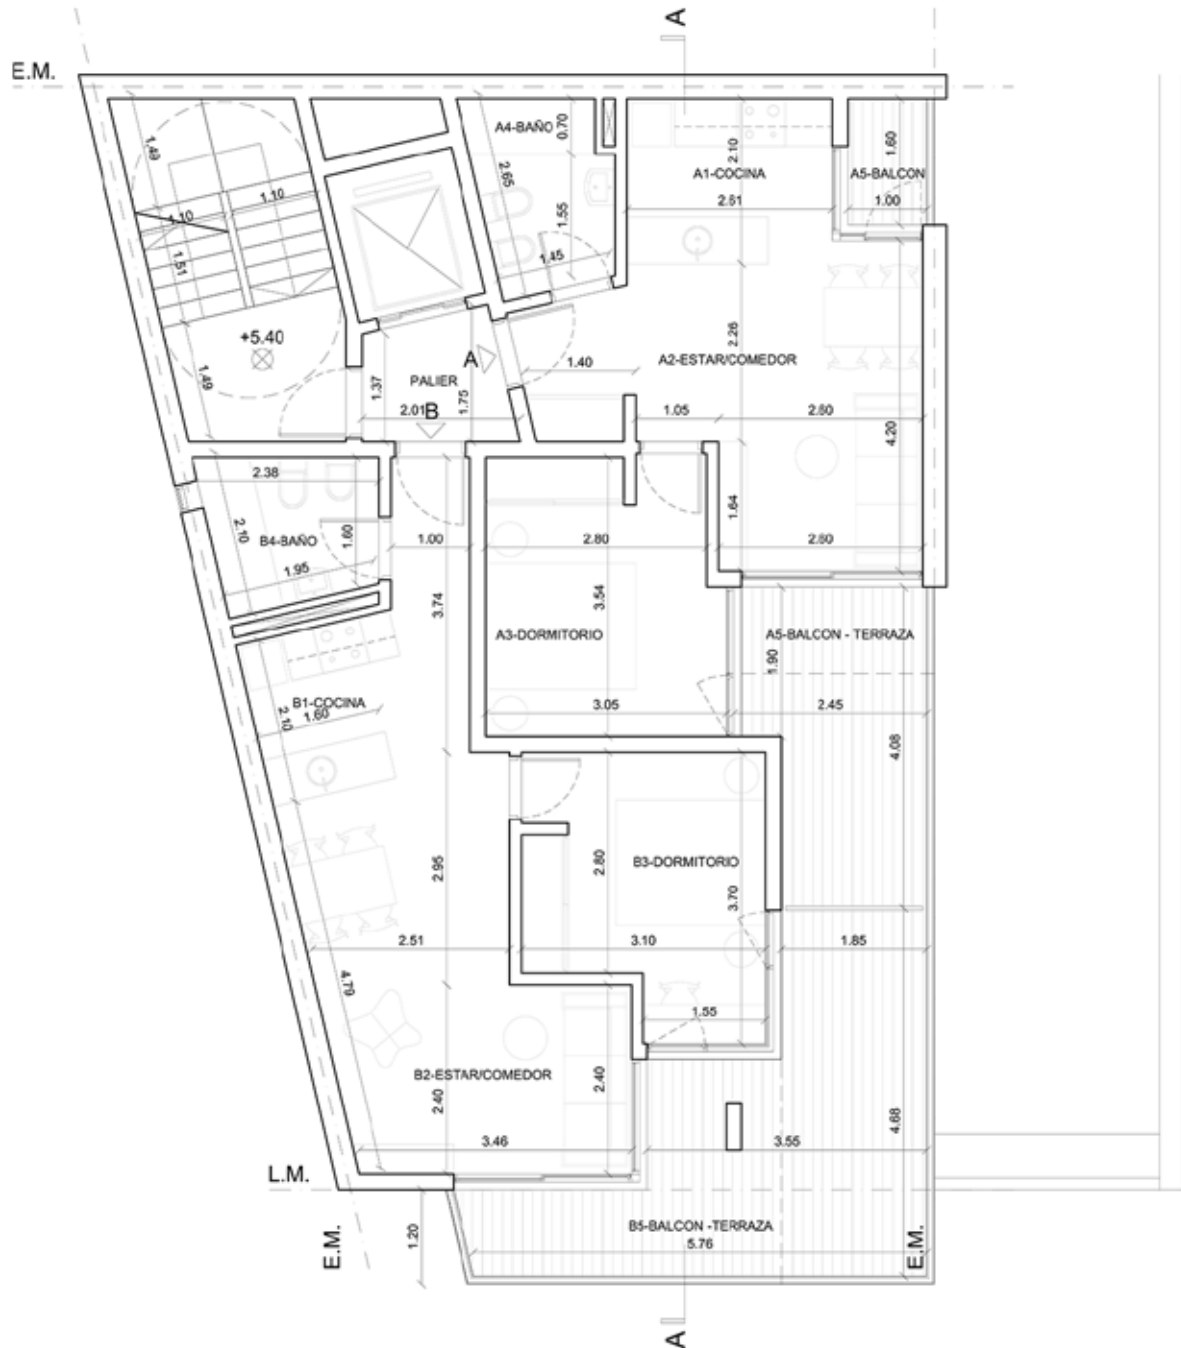 A
E.M.
A4-BAÑO
0.70
1.49
2.10
1.60
2.65
A1-COCINA
A5-BALCON
1.10
1.10
2.61
1.00
1.55
1.51
1.45
+5.40
2.26
A
A2-ESTAR/COMEDOR
1.40
1.49
1.37
PALIER
1.75
2.01
B
1.05
2.60
4.20
2.38
1.64
2.10
B4-BAÑO
1.60
1.00
2.80
2.60
1.95
3.74
3.54
A3-DORMITORIO
A5-BALCON - TERRAZA
1.90
B1-COCINA
2.10
1.60
3.05
2.45
4.08
2.95
2.80
B3-DORMITORIO
3.70
2.51
3.10
1.85
4.79
1.55
B2-ESTAR/COMEDOR
2.40
2.40
4.68
3.46
3.55
L.M.
B5-BALCON -TERRAZA
1.20
E.M.
5.76
E.M.
A